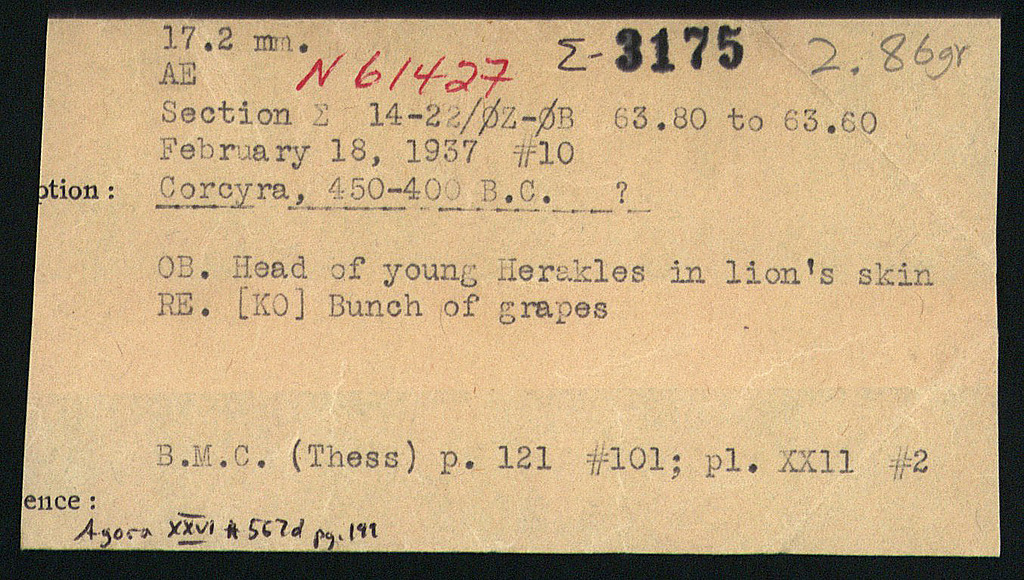 17.2 mm.
Σ-3175 2.86gr
AE N 61427
Section Σ 14-22/ØZ-ØB 63.80 to 63.60
February 18, 1937 #10
ption: Corcyra, 450-400 B.C. ?
OB. Head of young Herakles in lion's skin
RE. [KO] Bunch of grapes
B.M.C. (Thess) p. 121 #101; pl. XX11 #2
ence:
Agora XXVI # 567d pg. 199